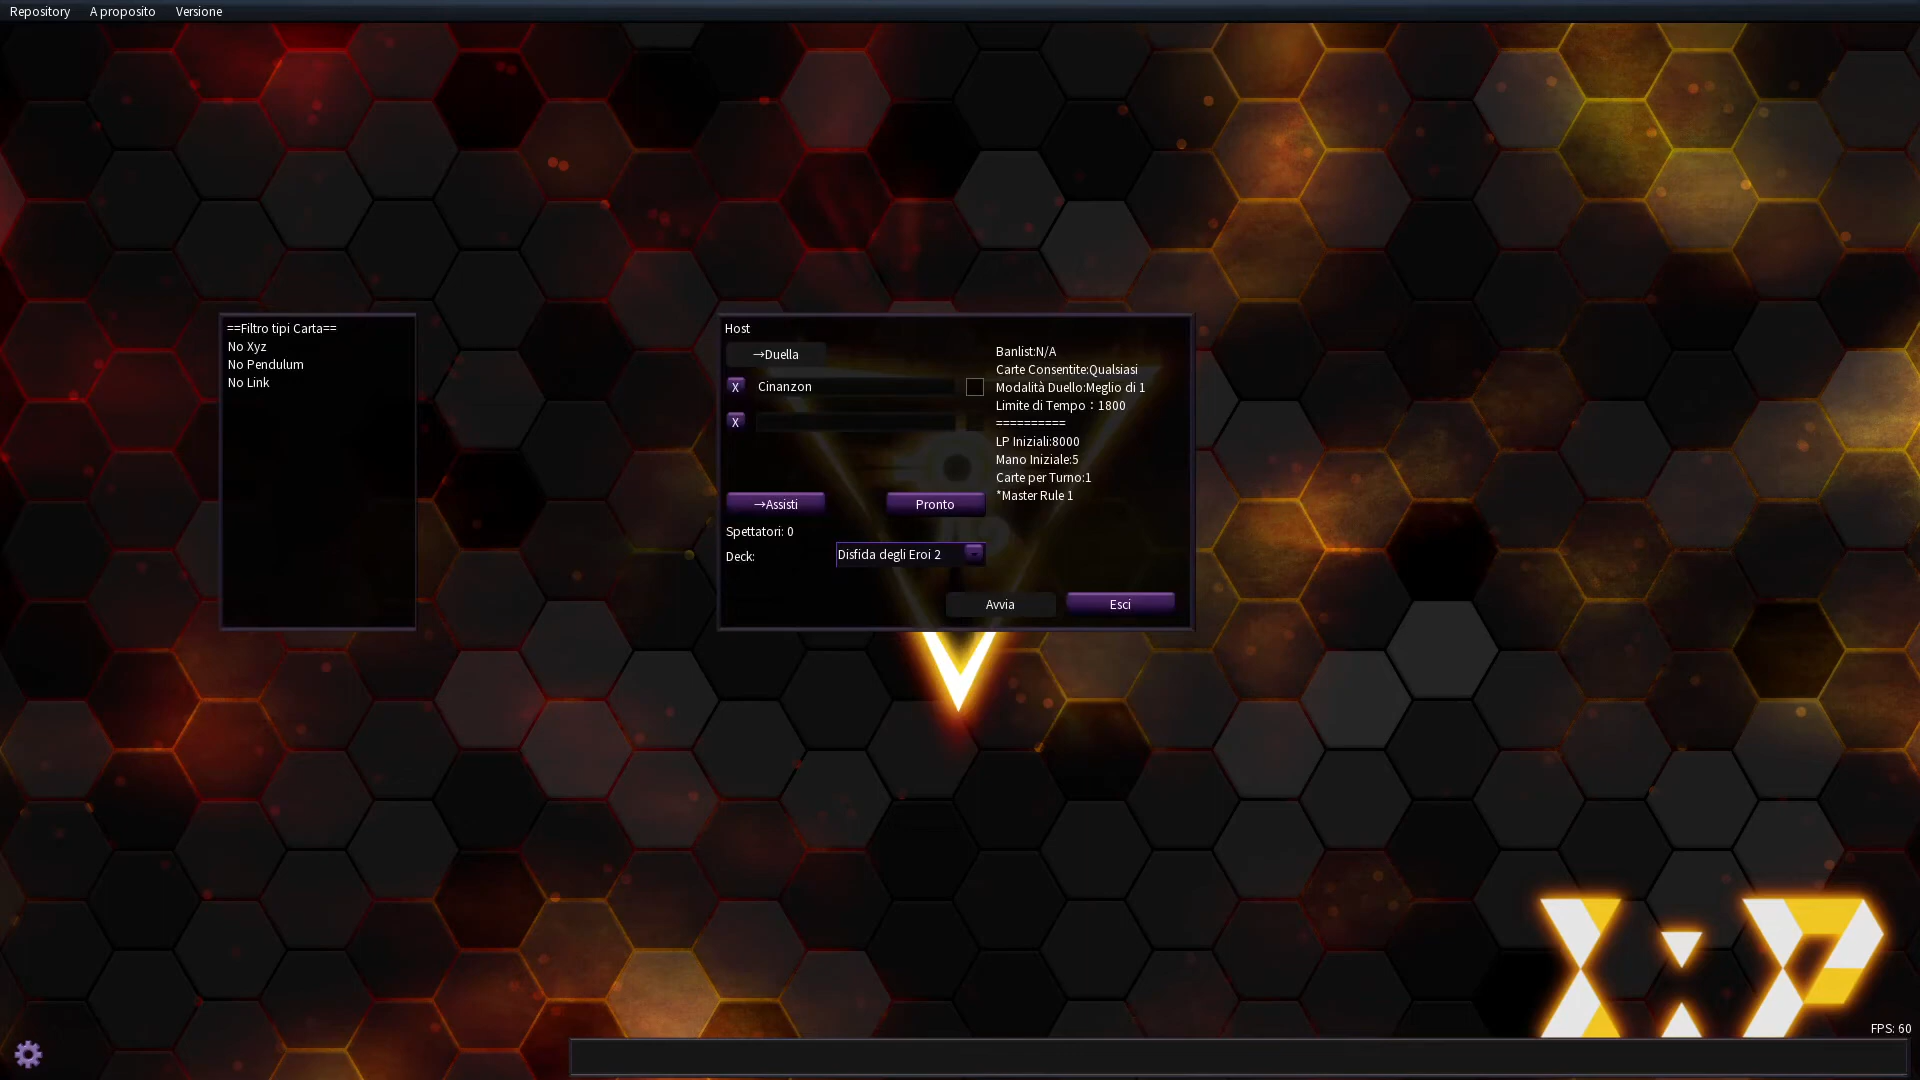 Repository A proposito Versione
==Filtro tipi Carta==
No Xyz
No Pendulum
No Link
Host
→Duella
X Cinanzon
X
→Assisti Pronto
Spettatori: 0
Deck: Disfida degli Eroi 2
Avvia Esci
Banlist:N/A
Carte Consentite:Qualsiasi
Modalità Duello:Meglio di 1
Limite di Tempo：1800
==========
LP Iniziali:8000
Mano Iniziale:5
Carte per Turno:1
*Master Rule 1
X:P
FPS: 60